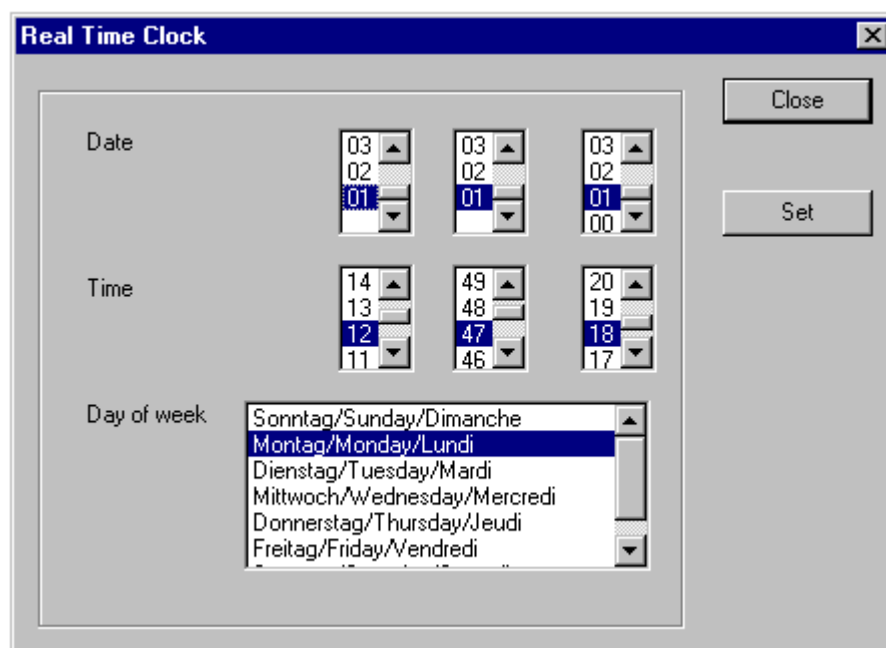 Real Time Clock
Close
Date
03 03 03
02 02 02
01 01 01
00
Set
Time
14 49 20
13 48 19
12 47 18
11 46 17
Day of week
Sonntag/Sunday/Dimanche
Montag/Monday/Lundi
Dienstag/Tuesday/Mardi
Mittwoch/Wednesday/Mercredi
Donnerstag/Thursday/Jeudi
Freitag/Friday/Vendredi